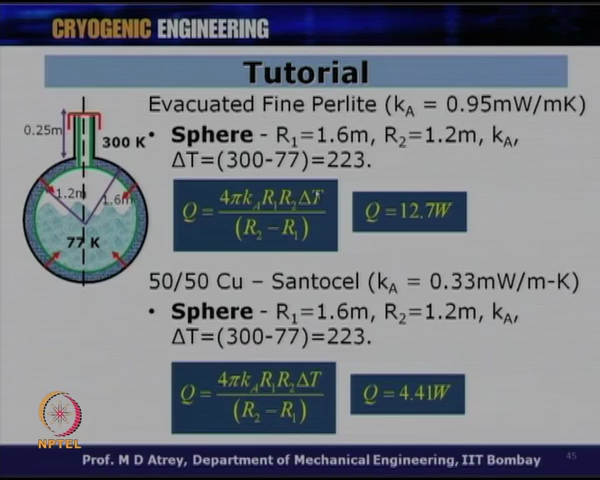 CRYOGENIC ENGINEERING
Tutorial
Evacuated Fine Perlite (kA = 0.95mW/mK)
• Sphere - R1=1.6m, R2=1.2m, kA,
ΔT=(300-77)=223.
Q = 4πkAR1R2ΔT / (R2 – R1)
Q = 12.7W
0.25m
300 K
1.2m
1.6m
77 K
50/50 Cu – Santocel (kA = 0.33mW/m-K)
• Sphere - R1=1.6m, R2=1.2m, kA,
ΔT=(300-77)=223.
Q = 4πkAR1R2ΔT / (R2 – R1)
Q = 4.41W
NPTEL
45
Prof. M D Atrey, Department of Mechanical Engineering, IIT Bombay